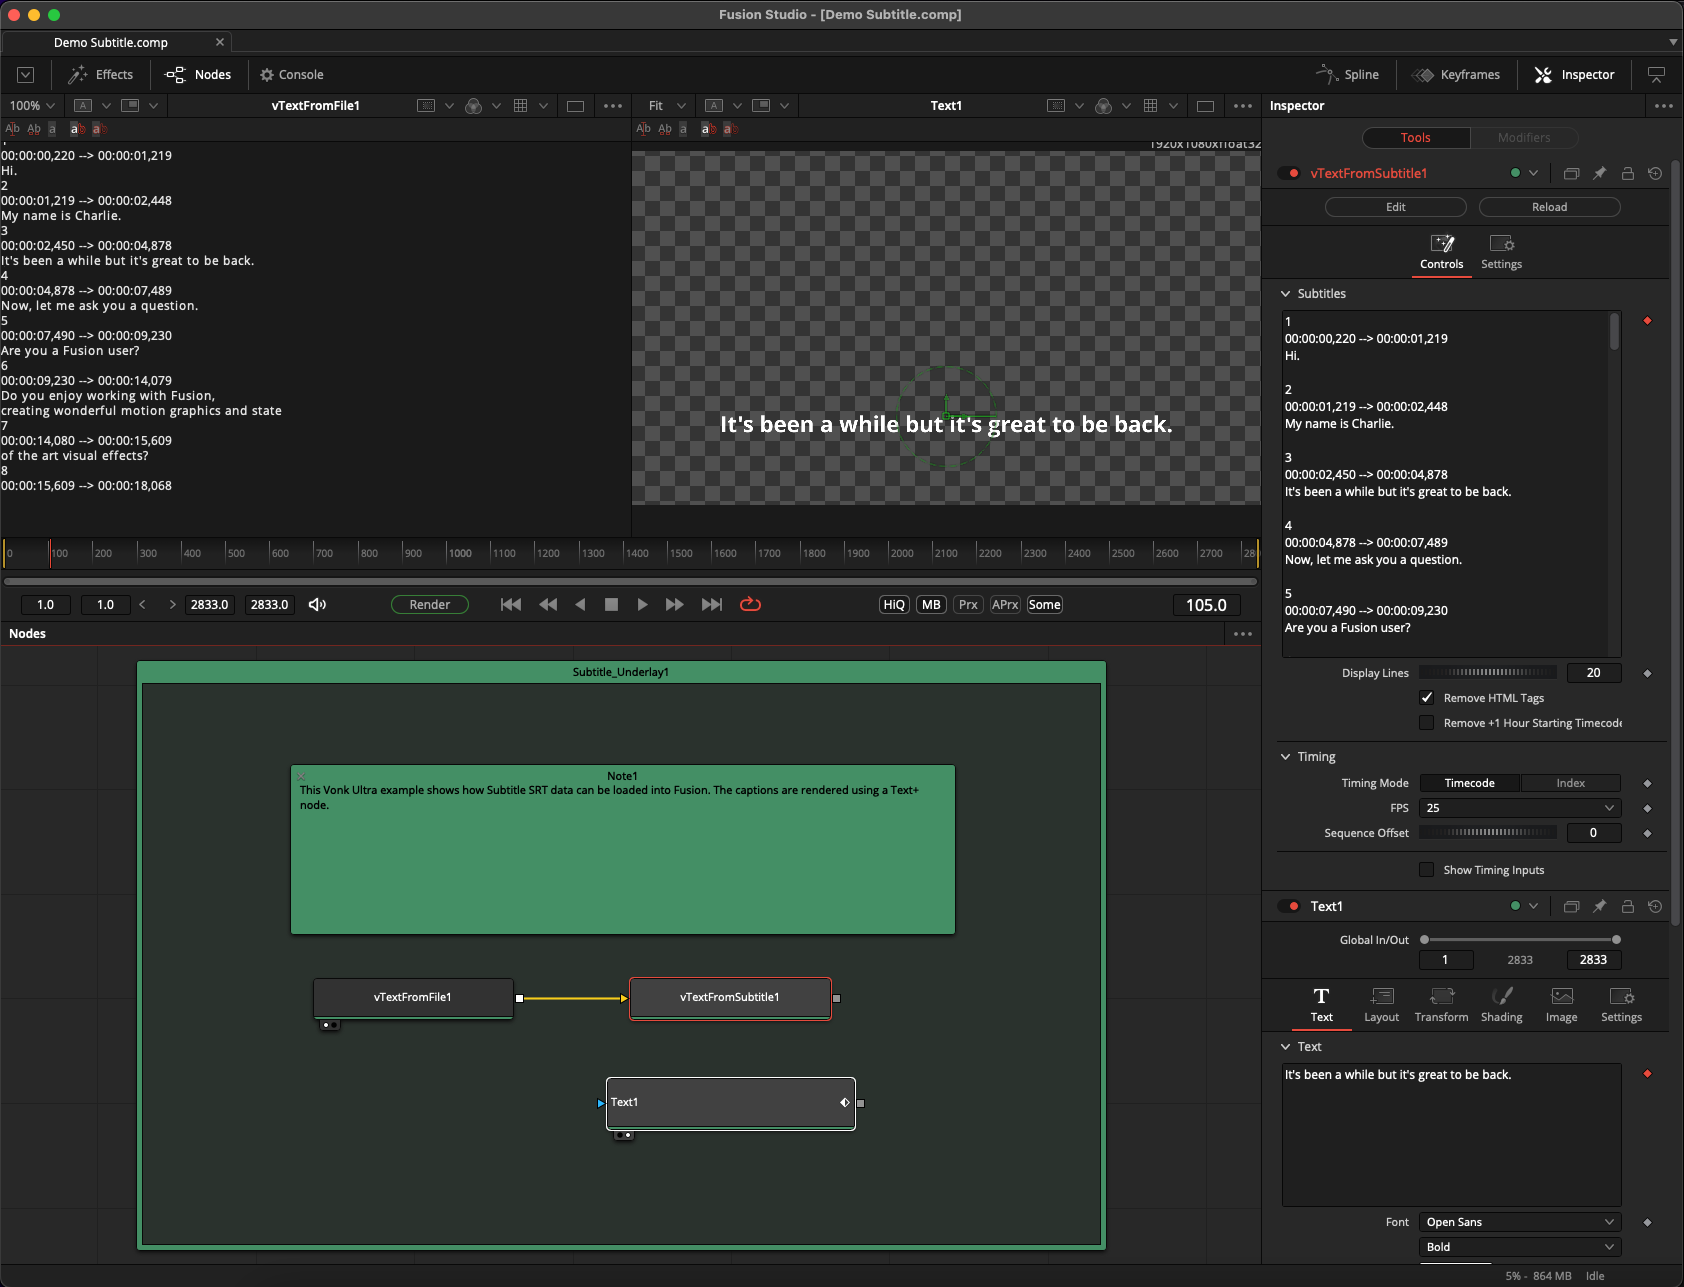 Fusion Studio - [Demo Subtitle.comp]
Demo Subtitle.comp
Effects
Nodes
Console
Spline
Keyframes
Inspector
100%
A
vTextFromFile1
Fit
A
Text1
Inspector
Ab Ab a ab ab
Ab Ab a ab ab
00:00:00,220 --> 00:00:01,219
Hi.
2
00:00:01,219 --> 00:00:02,448
My name is Charlie.
3
00:00:02,450 --> 00:00:04,878
It's been a while but it's great to be back.
4
00:00:04,878 --> 00:00:07,489
Now, let me ask you a question.
5
00:00:07,490 --> 00:00:09,230
Are you a Fusion user?
6
00:00:09,230 --> 00:00:14,079
Do you enjoy working with Fusion,
creating wonderful motion graphics and state
7
00:00:14,080 --> 00:00:15,609
of the art visual effects?
8
00:00:15,609 --> 00:00:18,068
1920x1080xfloat32
It's been a while but it's great to be back.
0 100 200 300 400 500 600 700 800 900 1000 1100 1200 1300 1400 1500 1600 1700 1800 1900 2000 2100 2200 2300 2400 2500 2600 2700 28
1.0
1.0
2833.0
2833.0
Render
HiQ
MB
Prx
APrx
Some
105.0
Nodes
Subtitle_Underlay1
Note1
This Vonk Ultra example shows how Subtitle SRT data can be loaded into Fusion. The captions are rendered using a Text+
node.
vTextFromFile1
vTextFromSubtitle1
Text1
Tools
Modifiers
vTextFromSubtitle1
Edit
Reload
Controls
Settings
Subtitles
1
00:00:00,220 --> 00:00:01,219
Hi.
2
00:00:01,219 --> 00:00:02,448
My name is Charlie.
3
00:00:02,450 --> 00:00:04,878
It's been a while but it's great to be back.
4
00:00:04,878 --> 00:00:07,489
Now, let me ask you a question.
5
00:00:07,490 --> 00:00:09,230
Are you a Fusion user?
Display Lines
20
Remove HTML Tags
Remove +1 Hour Starting Timecode
Timing
Timing Mode
Timecode
Index
FPS
25
Sequence Offset
0
Show Timing Inputs
Text1
Global In/Out
1
2833
2833
Text
Layout
Transform
Shading
Image
Settings
Text
It's been a while but it's great to be back.
Font
Open Sans
Bold
5% - 864 MB
Idle